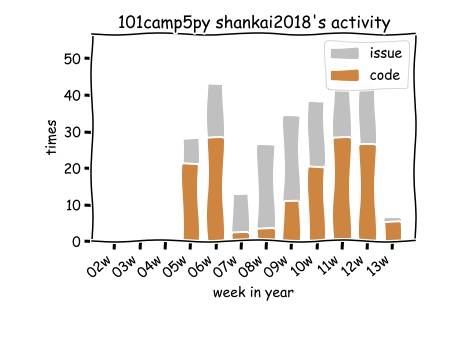 101camp5py shankai2018's activity
issue
code
times
50
40
30
20
10
0
02w 03w 04w 05w 06w 07w 08w 09w 10w 11w 12w 13w
week in year